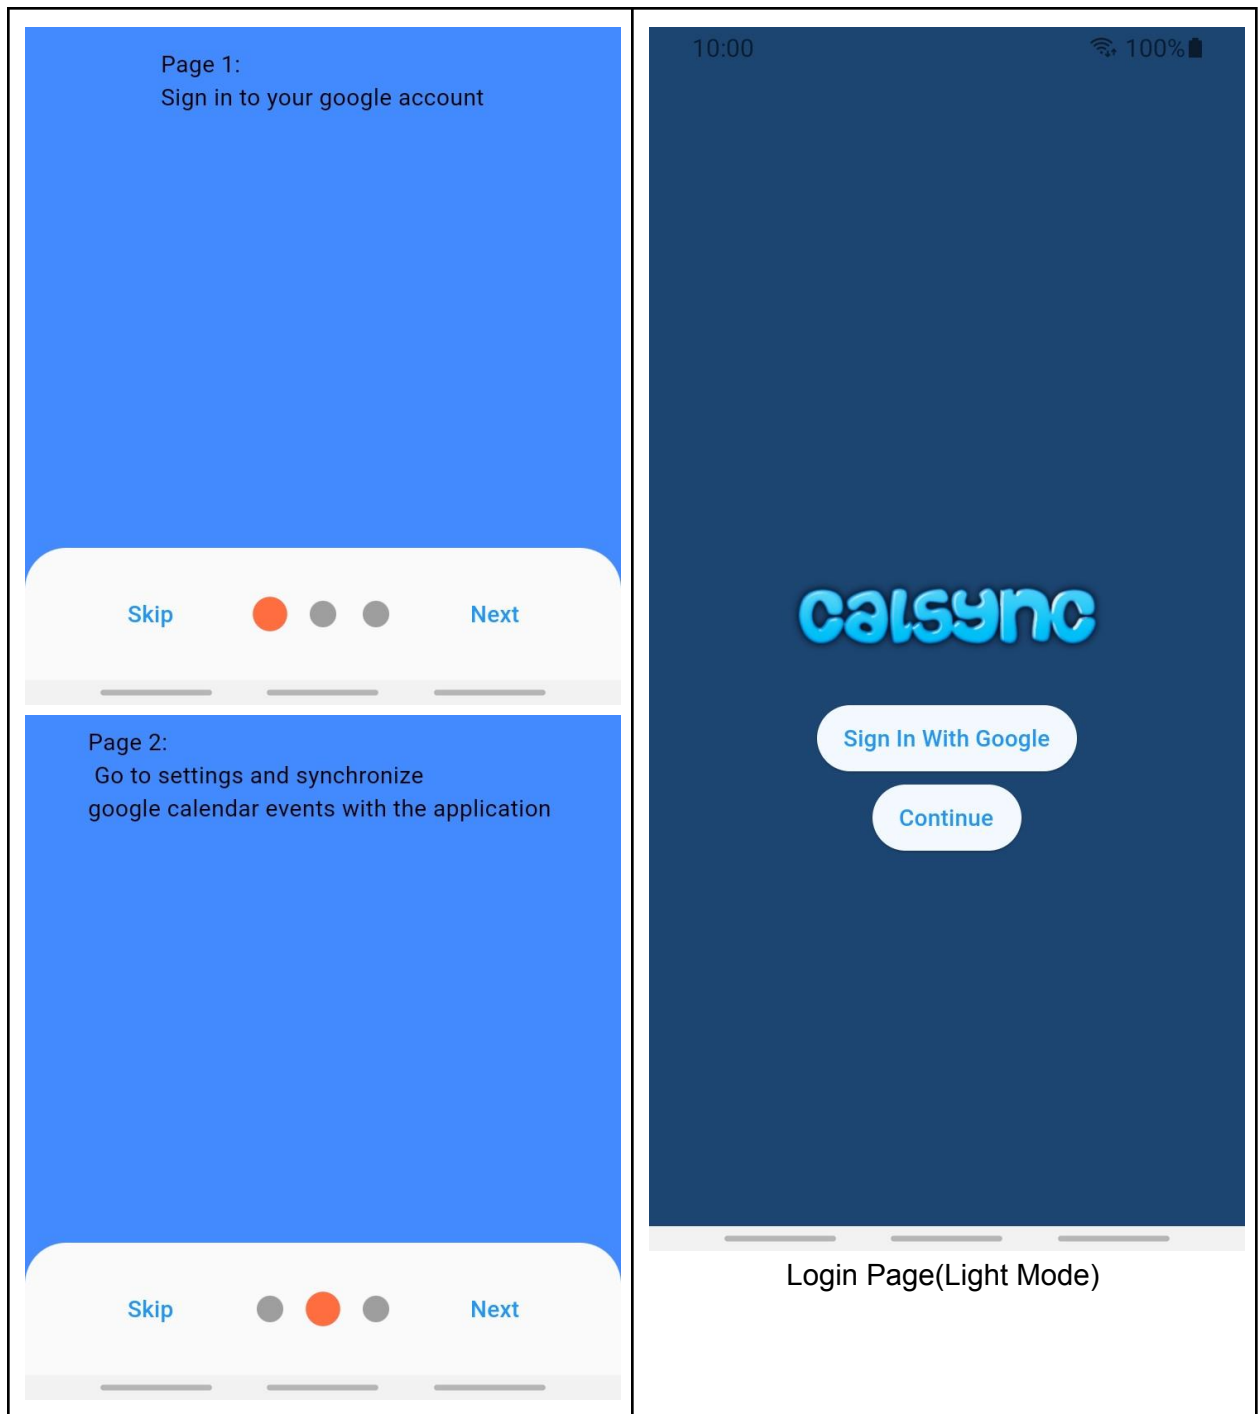 Page 1:
Sign in to your google account
Skip
Next
Page 2:
Go to settings and synchronize
google calendar events with the application
Skip
Next
10:00
100%
calsync
Sign In With Google
Continue
Login Page(Light Mode)